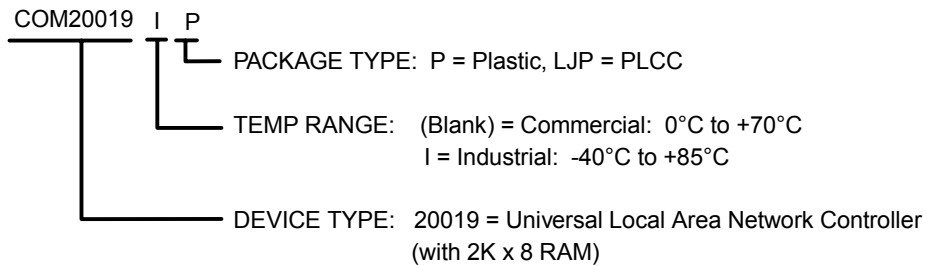 COM20019 I P
PACKAGE TYPE: P = Plastic, LJP = PLCC
TEMP RANGE: (Blank) = Commercial: 0°C to +70°C
I = Industrial: -40°C to +85°C
DEVICE TYPE: 20019 = Universal Local Area Network Controller
(with 2K x 8 RAM)